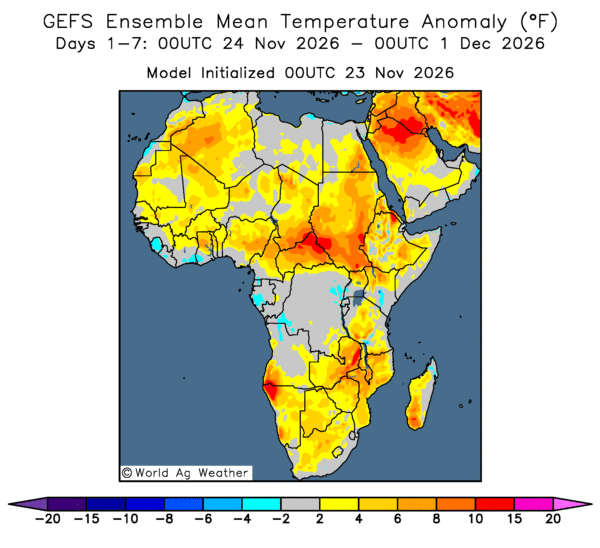 GEFS Ensemble Mean Temperature Anomaly (°F)
Days 1–7: 00UTC 24 Nov 2026 – 00UTC 1 Dec 2026
Model Initialized 00UTC 23 Nov 2026
©World Ag Weather
−20 −15 −10 −8 −6 −4 −2 2 4 6 8 10 15 20